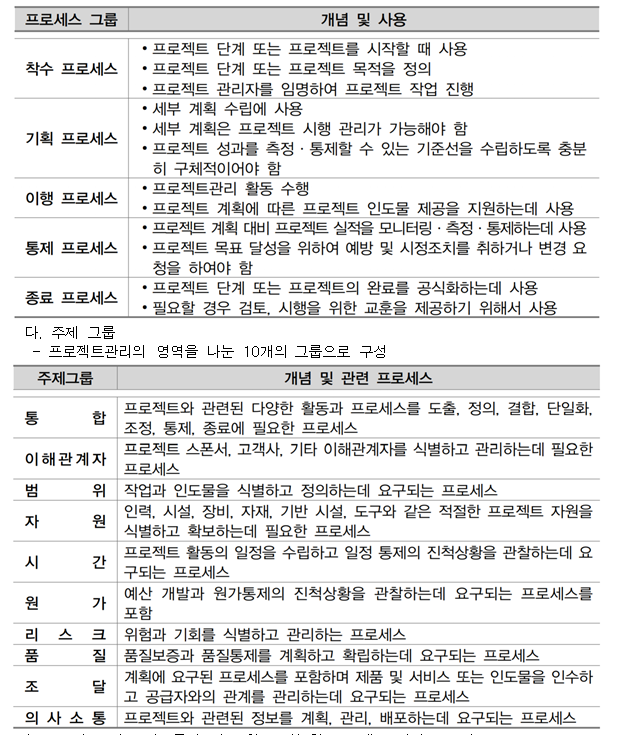 프로세스 그룹 개념 및 사용
착수 프로세스
•프로젝트 단계 또는 프로젝트를 시작할 때 사용
•프로젝트 단계 또는 프로젝트 목적을 정의
•프로젝트 관리자를 임명하여 프로젝트 작업 진행
기획 프로세스
•세부 계획 수립에 사용
•세부 계획은 프로젝트 시행 관리가 가능해야 함
•프로젝트 성과를 측정·통제할 수 있는 기준선을 수립하도록 충분
히 구체적이어야 함
이행 프로세스
•프로젝트관리 활동 수행
•프로젝트 계획에 따른 프로젝트 인도물 제공을 지원하는데 사용
통제 프로세스
•프로젝트 계획 대비 프로젝트 실적을 모니터링·측정·통제하는데 사용
•프로젝트 목표 달성을 위하여 예방 및 시정조치를 취하거나 변경 요
청을 하여야 함
종료 프로세스
•프로젝트 단계 또는 프로젝트의 완료를 공식화하는데 사용
•필요할 경우 검토, 시행을 위한 교훈을 제공하기 위해서 사용
다. 주제 그룹
- 프로젝트관리의 영역을 나눈 10개의 그룹으로 구성
주제그룹 개념 및 관련 프로세스
통 합
프로젝트와 관련된 다양한 활동과 프로세스를 도출, 정의, 결합, 단일화,
조정, 통제, 종료에 필요한 프로세스
이해관계자
프로젝트 스폰서, 고객사, 기타 이해관계자를 식별하고 관리하는데 필요한
프로세스
범 위 작업과 인도물을 식별하고 정의하는데 요구되는 프로세스
자 원
인력, 시설, 장비, 자재, 기반 시설, 도구와 같은 적절한 프로젝트 자원을
식별하고 확보하는데 필요한 프로세스
시 간
프로젝트 활동의 일정을 수립하고 일정 통제의 진척상황을 관찰하는데 요
구되는 프로세스
원 가
예산 개발과 원가통제의 진척상황을 관찰하는데 요구되는 프로세스를
포함
리 스 크 위험과 기회를 식별하고 관리하는 프로세스
품 질 품질보증과 품질통제를 계획하고 확립하는데 요구되는 프로세스
조 달
계획에 요구된 프로세스를 포함하며 제품 및 서비스 또는 인도물을 인수하
고 공급자와의 관계를 관리하는데 요구되는 프로세스
의사소통 프로젝트와 관련된 정보를 계획, 관리, 배포하는데 요구되는 프로세스